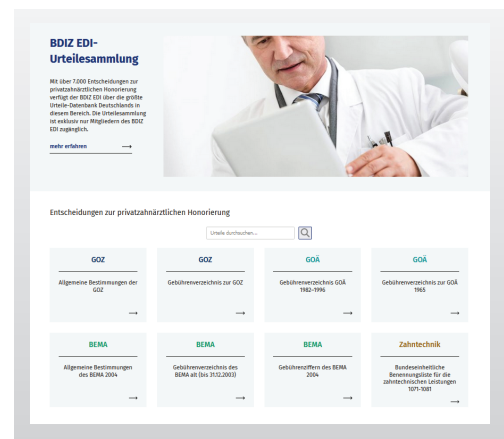 BDIZ EDI-
Urteilesammlung
Mit über 7.000 Entscheidungen zur
privatzahnärztlichen Honorierung
verfügt der BDIZ EDI über die größte
Urteile-Datenbank Deutschlands in
diesem Bereich. Die Urteilesammlung
ist exklusiv nur Mitgliedern des BDIZ
EDI zugänglich.
mehr erfahren →
Entscheidungen zur privatzahnärztlichen Honorierung
Urteile durchsuchen...
GOZ
Allgemeine Bestimmungen der
GOZ
→
GOZ
Gebührenverzeichnis zur GOZ
→
GOÄ
Gebührenverzeichnis GOÄ
1982-1996
→
GOÄ
Gebührenverzeichnis zur GOÄ
1965
→
BEMA
Allgemeine Bestimmungen
des BEMA 2004
→
BEMA
Gebührenverzeichnis des
BEMA alt (bis 31.12.2003)
→
BEMA
Gebührenziffern des BEMA
2004
→
Zahntechnik
Bundeseinheitliche
Benennungsliste für die
zahntechnischen Leistungen
1071-1081
→